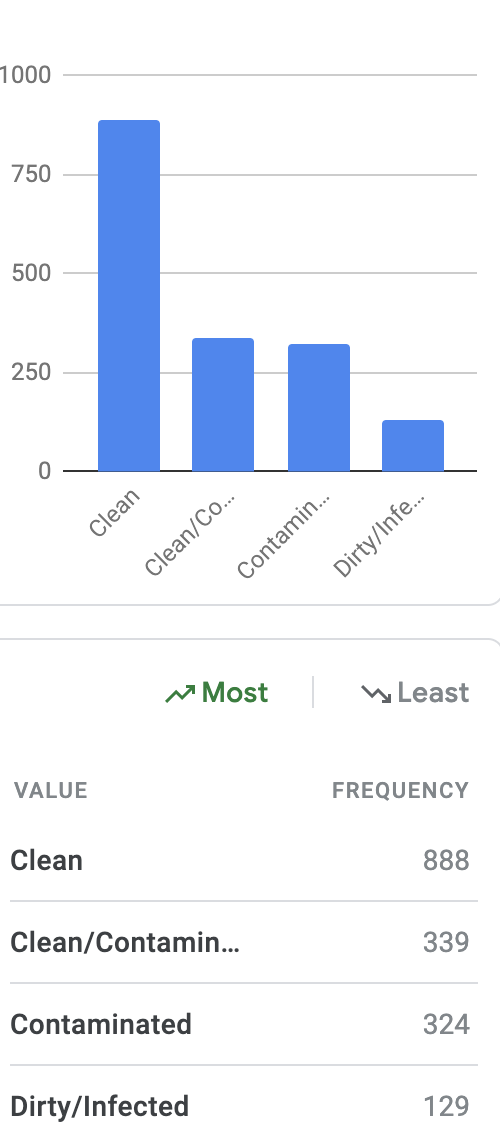 1000
750
500
250
0
Clean
Clean/Co...
Contamin...
Dirty/Infe...
Most
Least
VALUE FREQUENCY
Clean 888
Clean/Contamin... 339
Contaminated 324
Dirty/Infected 129